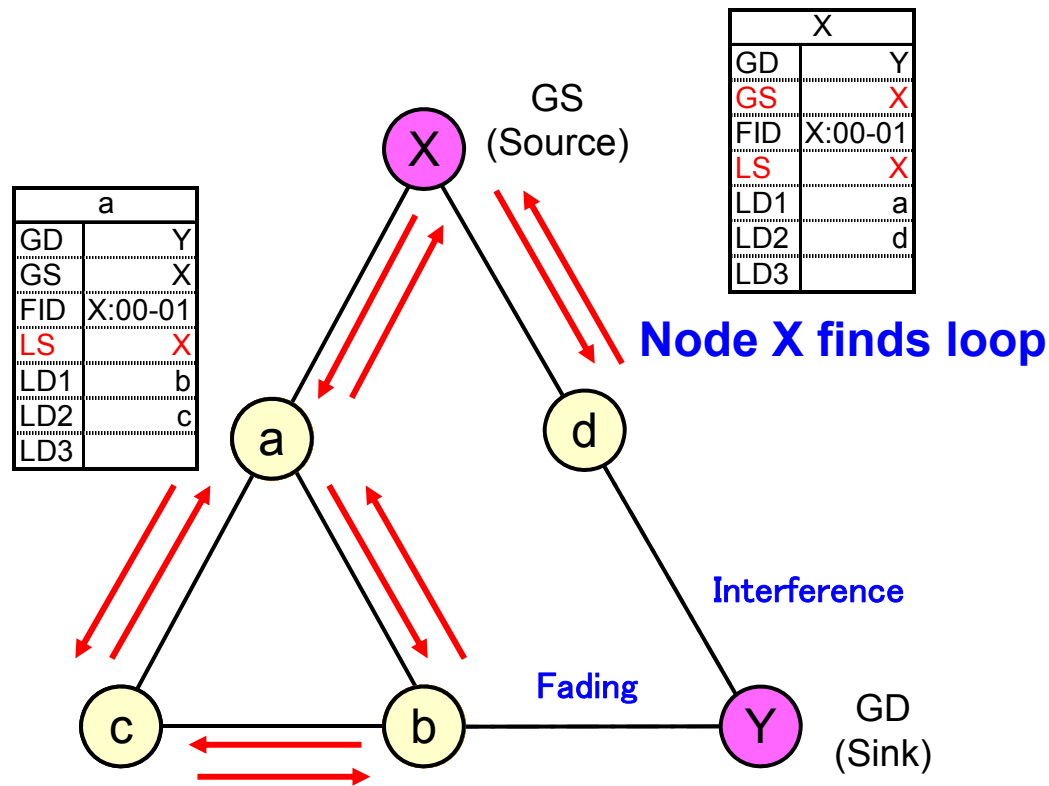 X
GD Y
GS X
FID X:00-01
LS X
LD1 a
LD2 d
LD3
GS
(Source)
X
a
GD Y
GS X
FID X:00-01
LS X
LD1 b
LD2 c
LD3
Node X finds loop
a
d
Interference
Fading
c
b
Y
GD
(Sink)